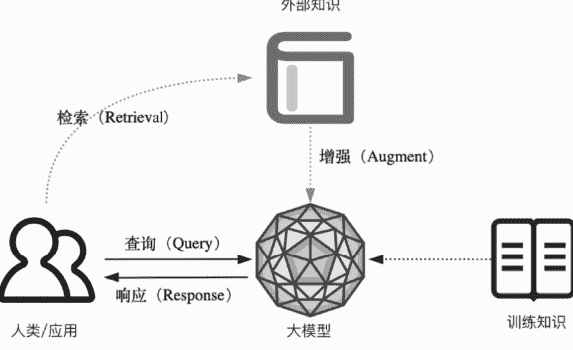 外部知识
检索（Retrieval）
增强（Augment）
查询（Query）
响应（Response）
人类/应用
大模型
训练知识